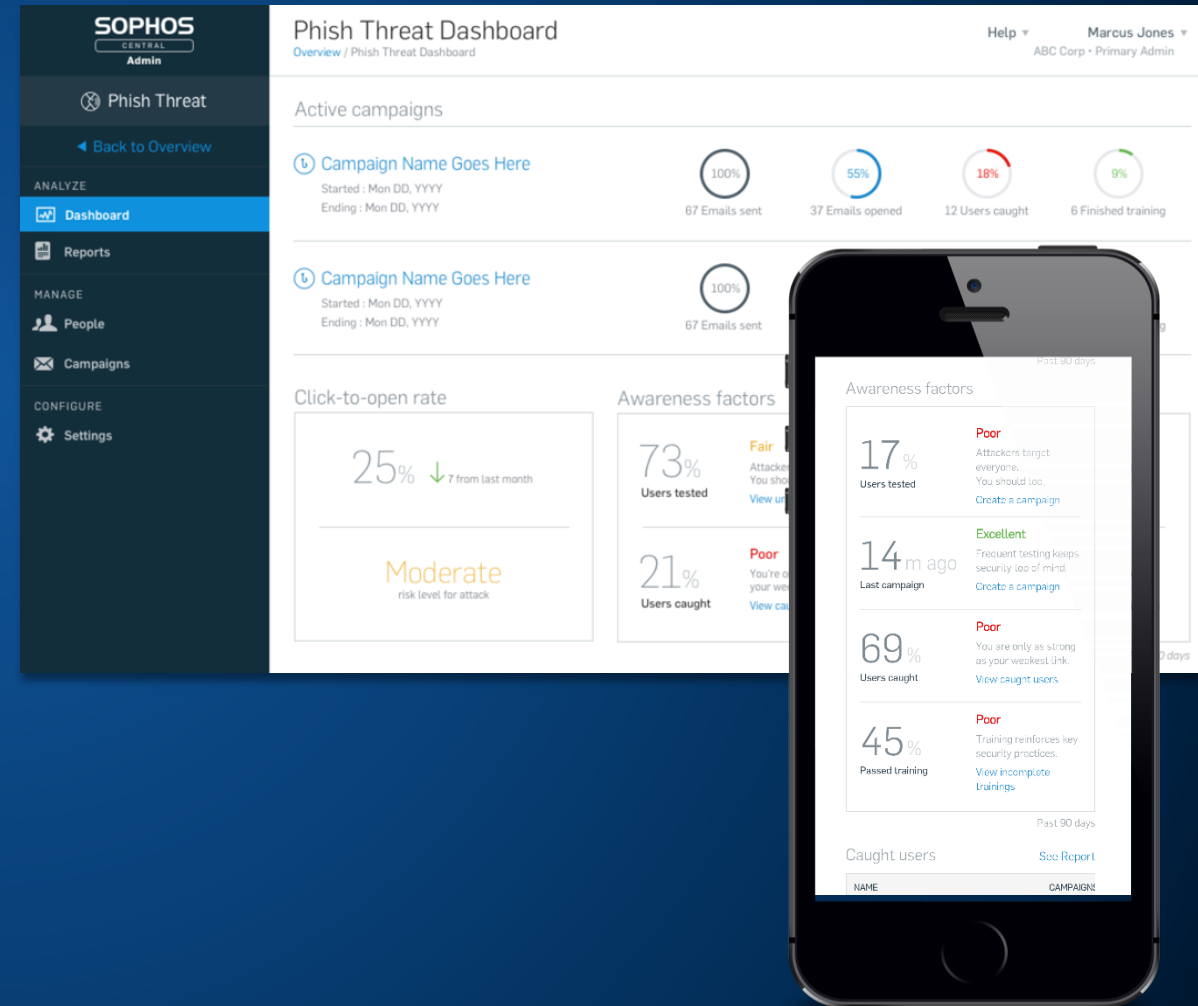 SOPHOS
CENTRAL
Admin
Phish Threat
Back to Overview
ANALYZE
Dashboard
Reports
MANAGE
People
Campaigns
CONFIGURE
Settings
Phish Threat Dashboard
Overview / Phish Threat Dashboard
Help
Marcus Jones
ABC Corp • Primary Admin
Active campaigns
Campaign Name Goes Here
Started : Mon DD, YYYY
Ending : Mon DD, YYYY
100%
67 Emails sent
55%
37 Emails opened
18%
12 Users caught
9%
6 Finished training
Campaign Name Goes Here
Started : Mon DD, YYYY
Ending : Mon DD, YYYY
100%
67 Emails sent
Click-to-open rate
25% 7 from last month
Moderate
risk level for attack
Awareness factors
73%
Users tested
Fair
You
View
21%
Users caught
Poor
You're
your
View
days
Past 90 days
Awareness factors
17%
Users tested
Poor
Attackers target
everyone.
You should too.
Create a campaign
14m ago
Last campaign
Excellent
Frequent testing keeps
security top of mind.
Create a campaign
69%
Users caught
Poor
You are only as strong
as your weakest link.
View caught users
45%
Passed training
Poor
Training reinforces key
security practices.
View incomplete
trainings
Past 90 days
Caught users
See Report
NAME
CAMPAIGNS